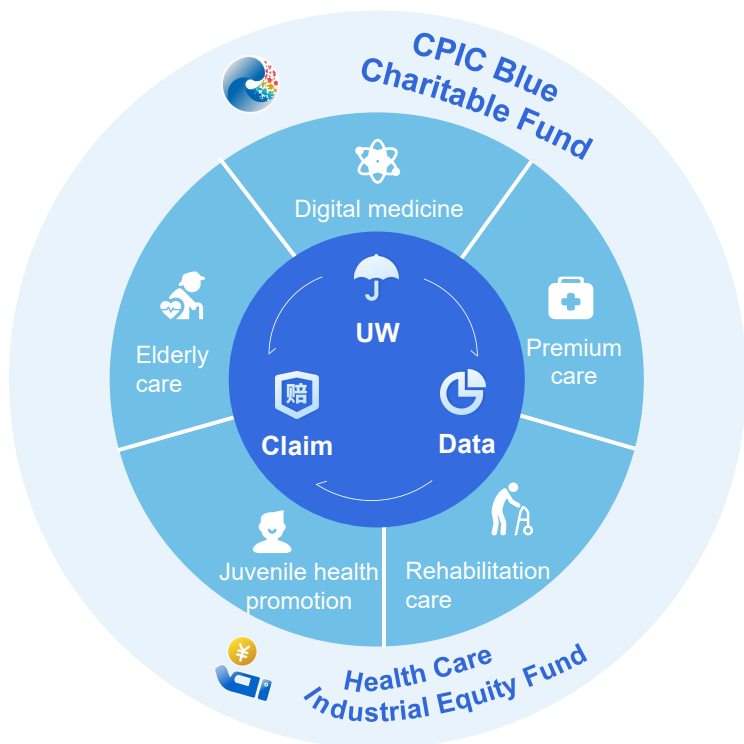 CPIC Blue
Charitable Fund
Digital medicine
Elderly
care
Premium
care
UW
赔
Claim
Data
Juvenile health
promotion
Rehabilitation
care
¥
Health Care
Industrial Equity Fund